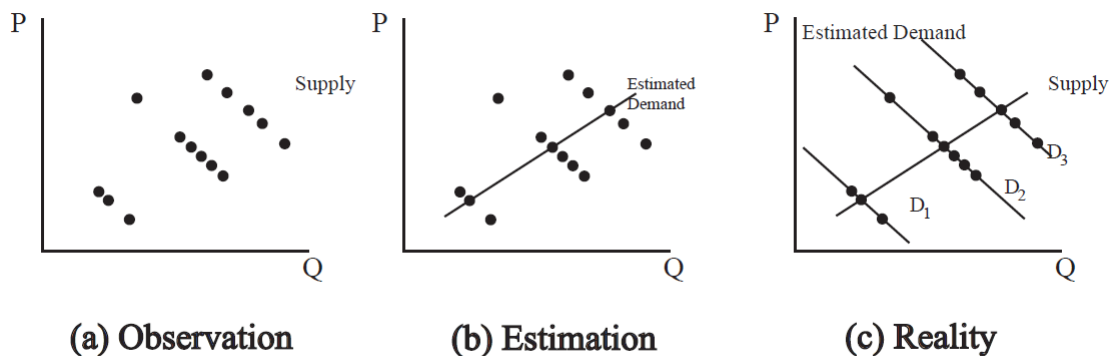 P
Supply
Q
(a) Observation
P
Estimated
Demand
Q
(b) Estimation
P
Estimated Demand
Supply
D3
D2
D1
Q
(c) Reality